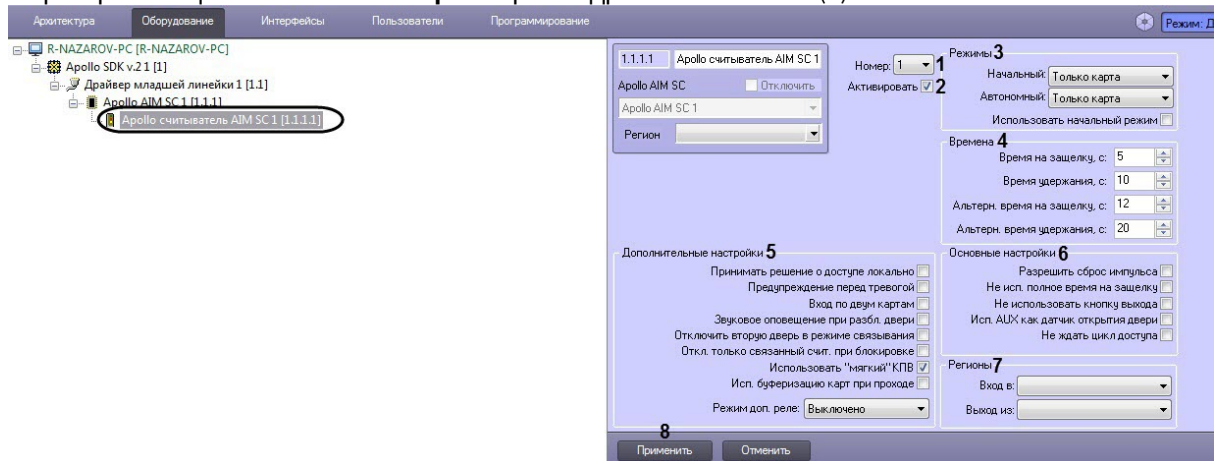 Архитектура Оборудование Интерфейсы Пользователи Программирование Режим: Д
R-NAZAROV-PC [R-NAZAROV-PC]
Apollo SDK v.2 1 [1]
Драйвер младшей линейки 1 [1.1]
Apollo AIM SC 1 [1.1.1]
Apollo считыватель AIM SC 1 [1.1.1.1]
1.1.1.1 Apollo считыватель AIM SC 1
Apollo AIM SC Отключить
Apollo AIM SC 1
Регион
Номер: 1 1
Активировать 2
Режимы 3
Начальный: Только карта
Автономный: Только карта
Использовать начальный режим
Времена 4
Время на защелку, с: 5
Время удержания, с: 10
Альтерн. время на защелку, с: 12
Альтерн. время удержания, с: 20
Дополнительные настройки 5
Принимать решение о доступе локально
Предупреждение перед тревогой
Вход по двум картам
Звуковое оповещение при разбл. двери
Отключить вторую дверь в режиме связывания
Откл. только связанный счит. при блокировке
Использовать "мягкий" КПВ
Исп. буферизацию карт при проходе
Режим доп. реле: Выключено
Основные настройки 6
Разрешить сброс импульса
Не исп. полное время на защелку
Не использовать кнопку выхода
Исп. AUX как датчик открытия двери
Не ждать цикл доступа
Регионы 7
Вход в:
Выход из:
8
Применить Отменить